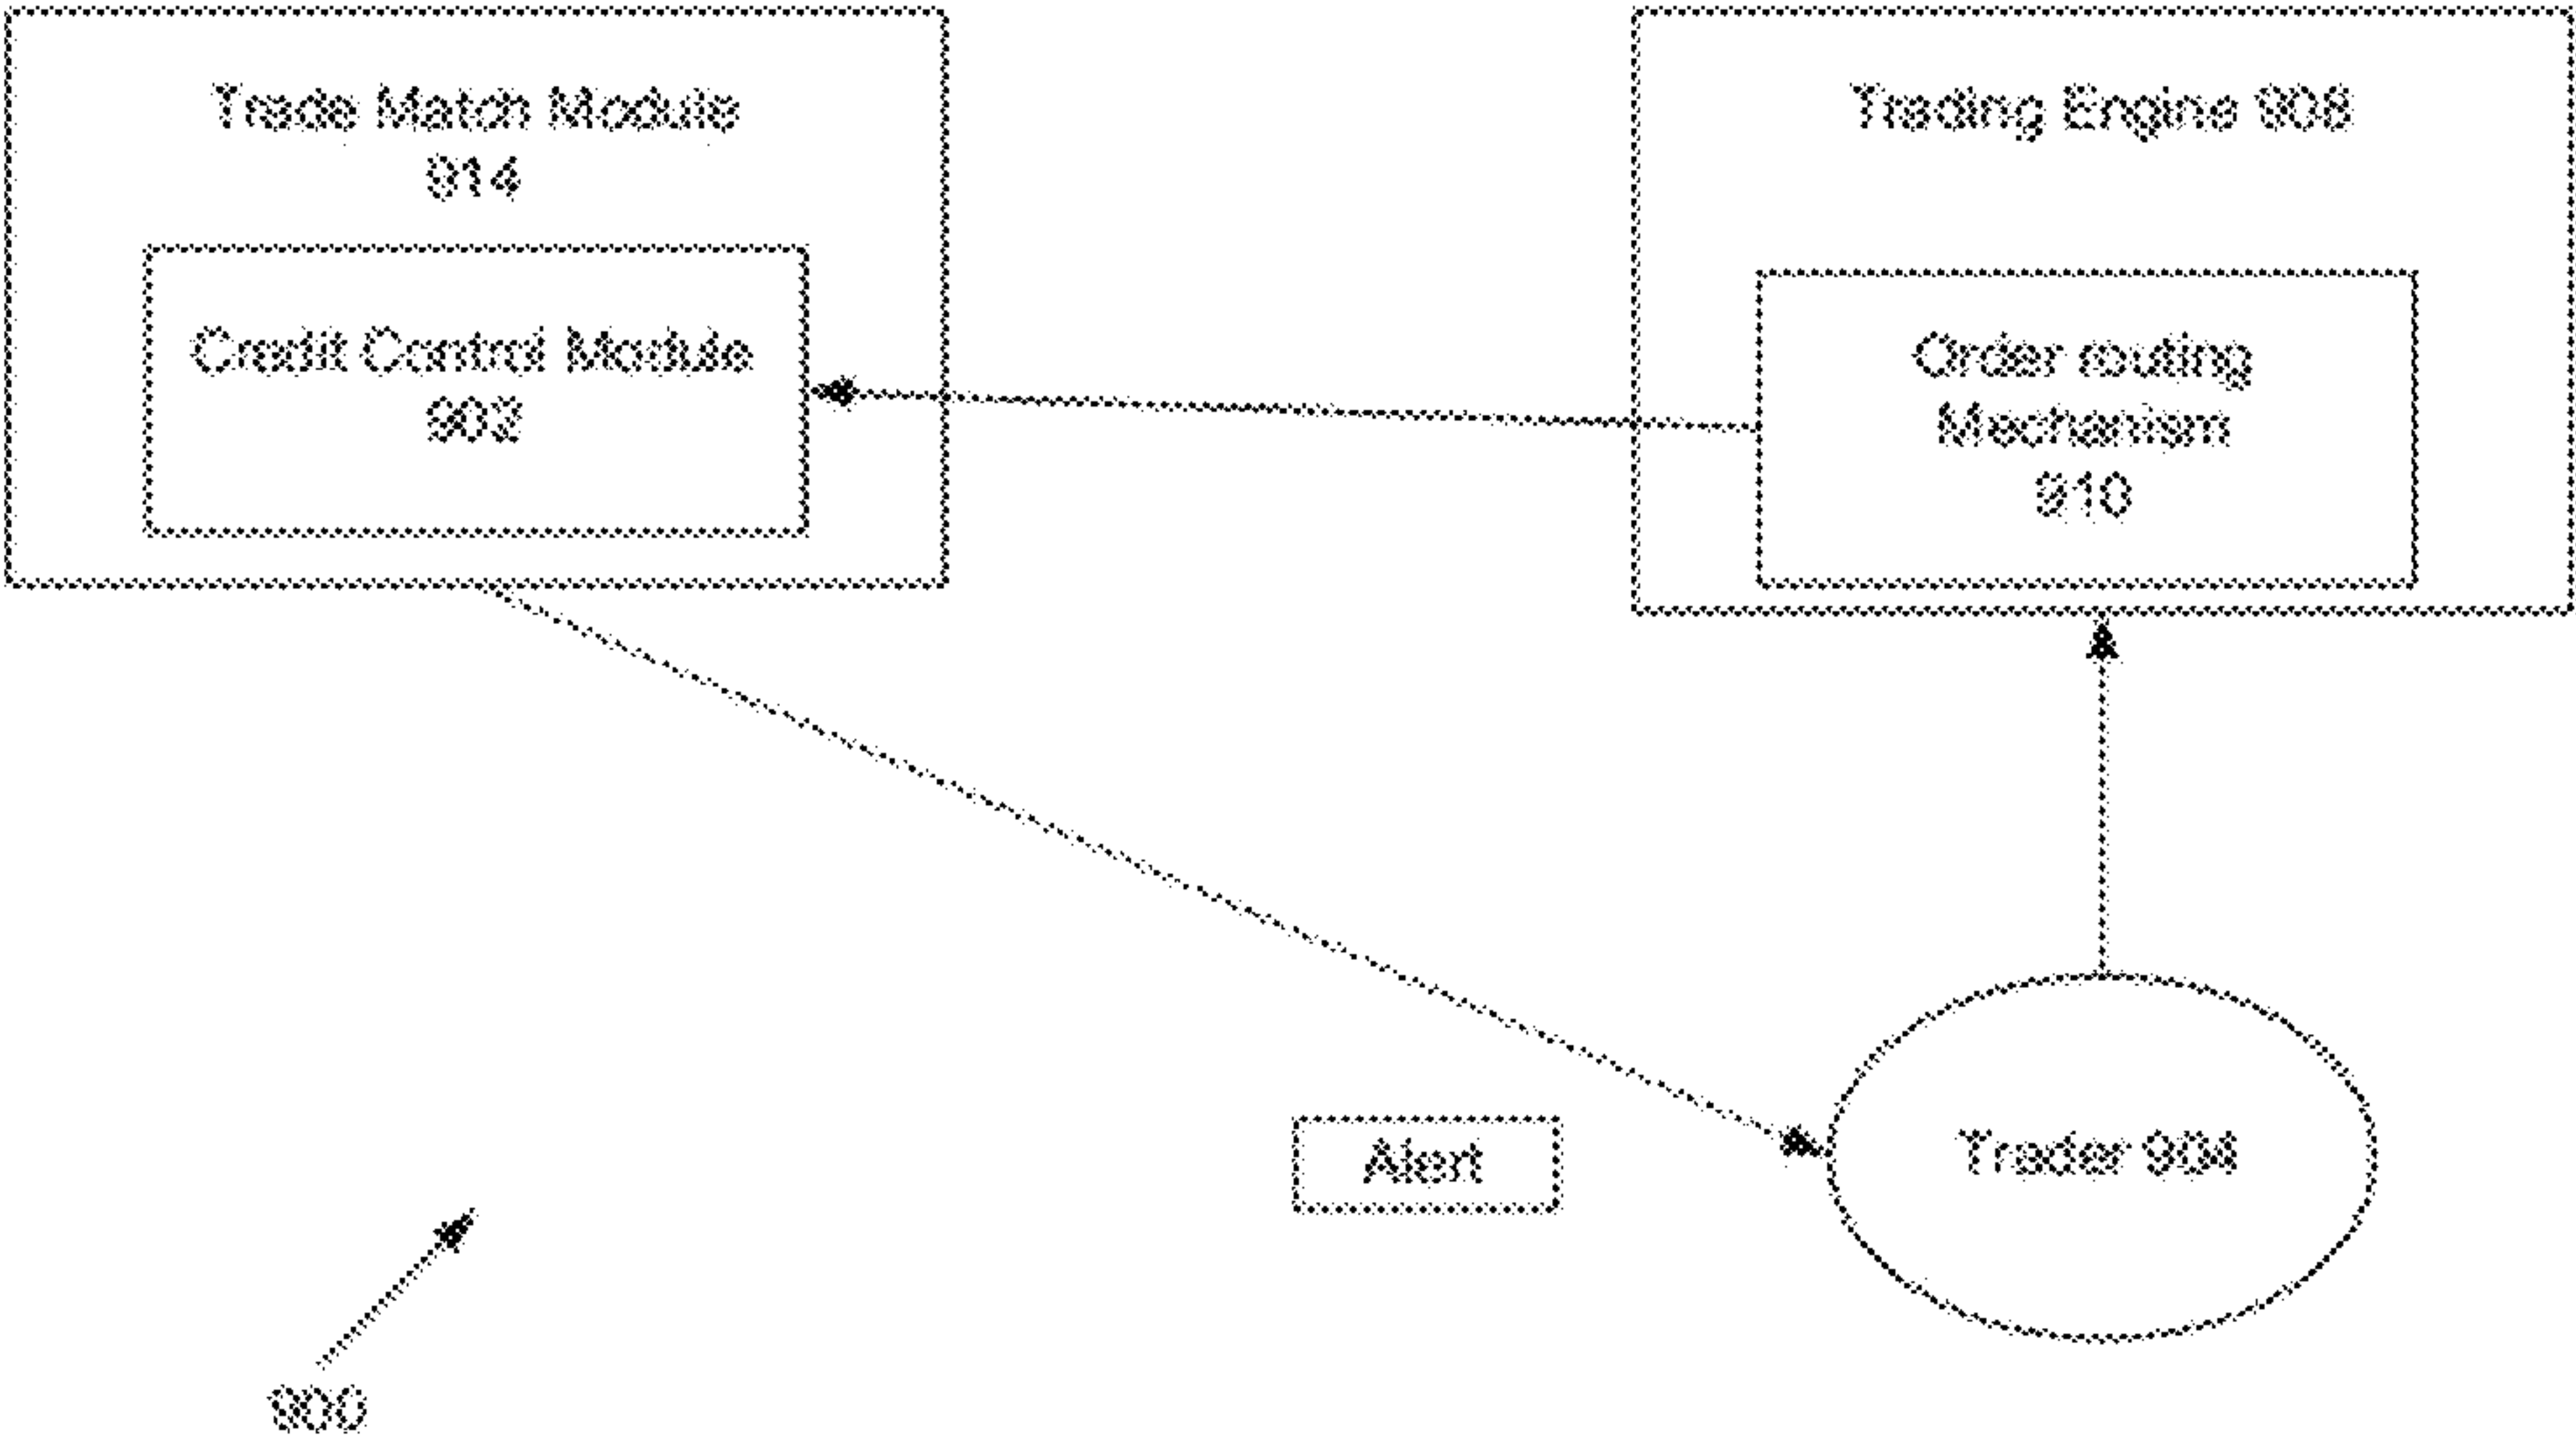 Trade Match Module
914
Trading Engine 908
Credit Control Module
902
Order routing
Mechanism
910
Alert
Trader 904
900